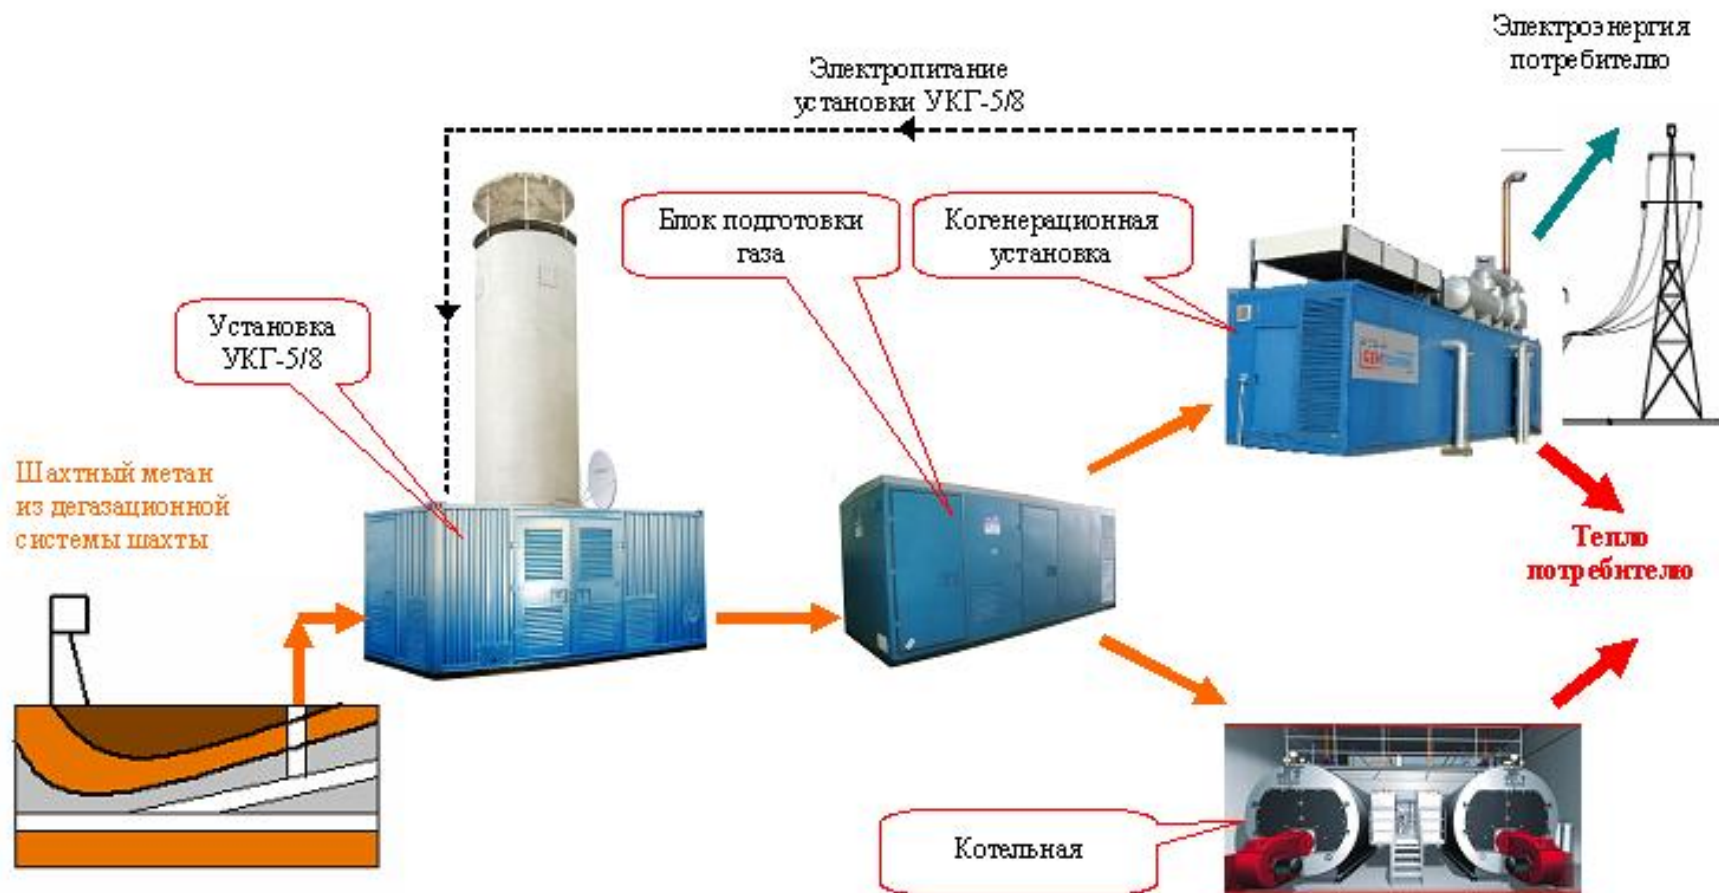 Электроэнергия
потребителю
Электропитание
установки УКГ-5/8
Блок подготовки
газа
Когенерационная
установка
Установка
УКГ-5/8
Шахтный метан
из дегазационной
системы шахты
Тепло
потребителю
Котельная